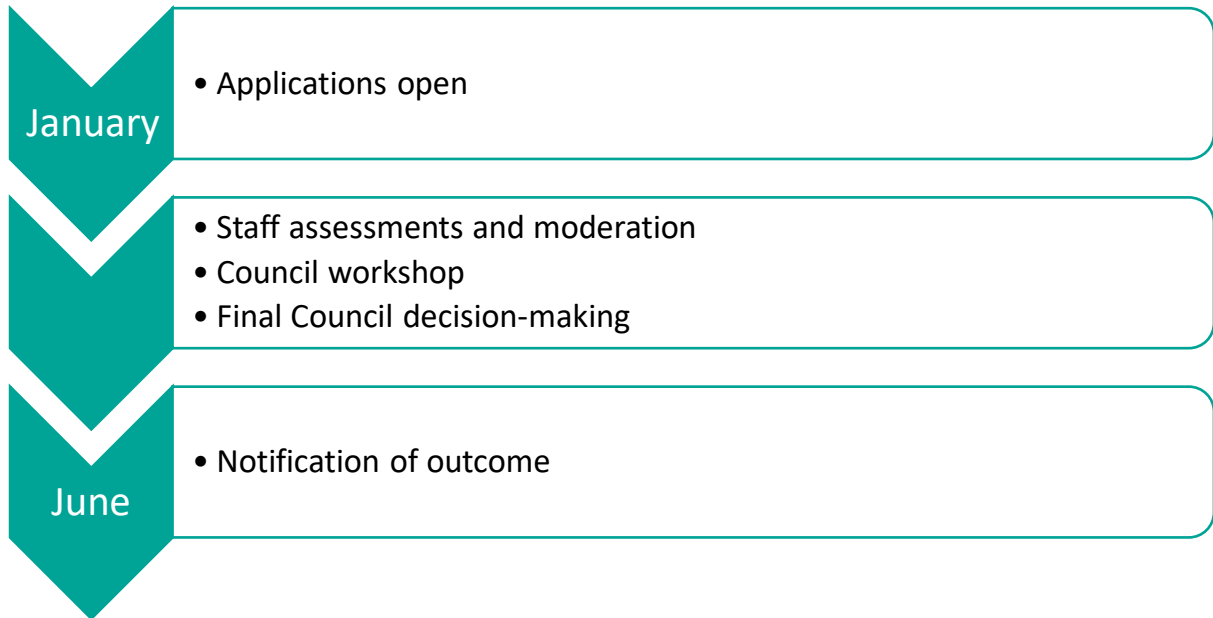 January
• Applications open
• Staff assessments and moderation
• Council workshop
• Final Council decision-making
June
• Notification of outcome